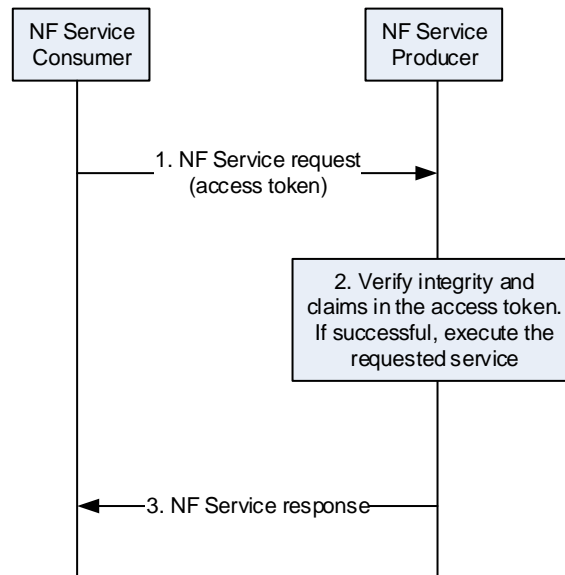 NF Service
Consumer
NF Service
Producer
1. NF Service request
(access token)
2. Verify integrity and
claims in the access token.
If successful, execute the
requested service
3. NF Service response